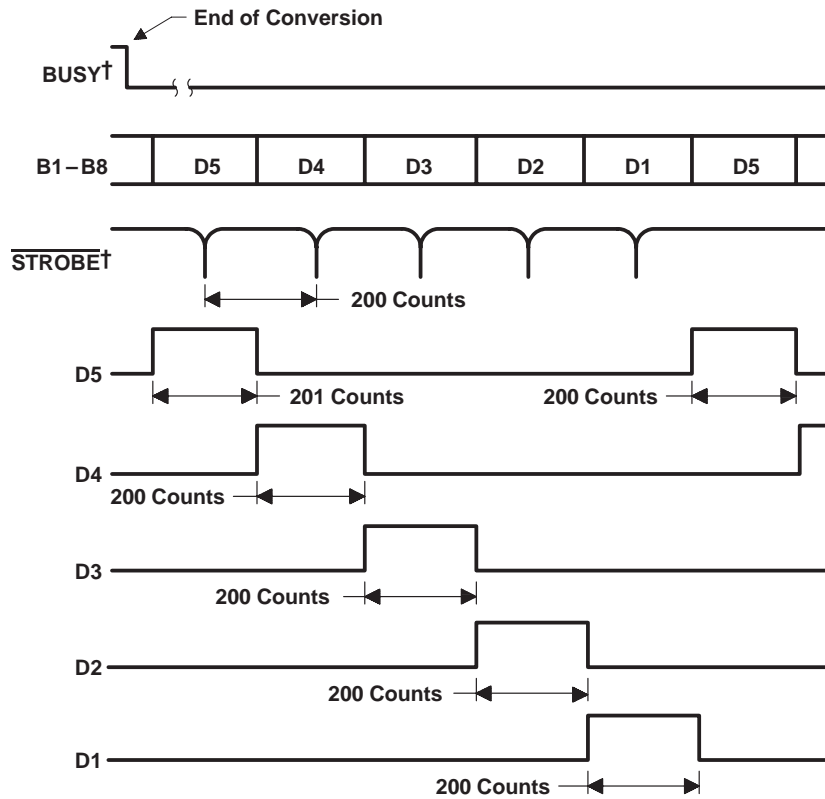 End of Conversion
BUSY†
B1–B8 D5 D4 D3 D2 D1 D5
STROBE†
200 Counts
D5
201 Counts 200 Counts
D4
200 Counts
D3
200 Counts
D2
200 Counts
D1
200 Counts